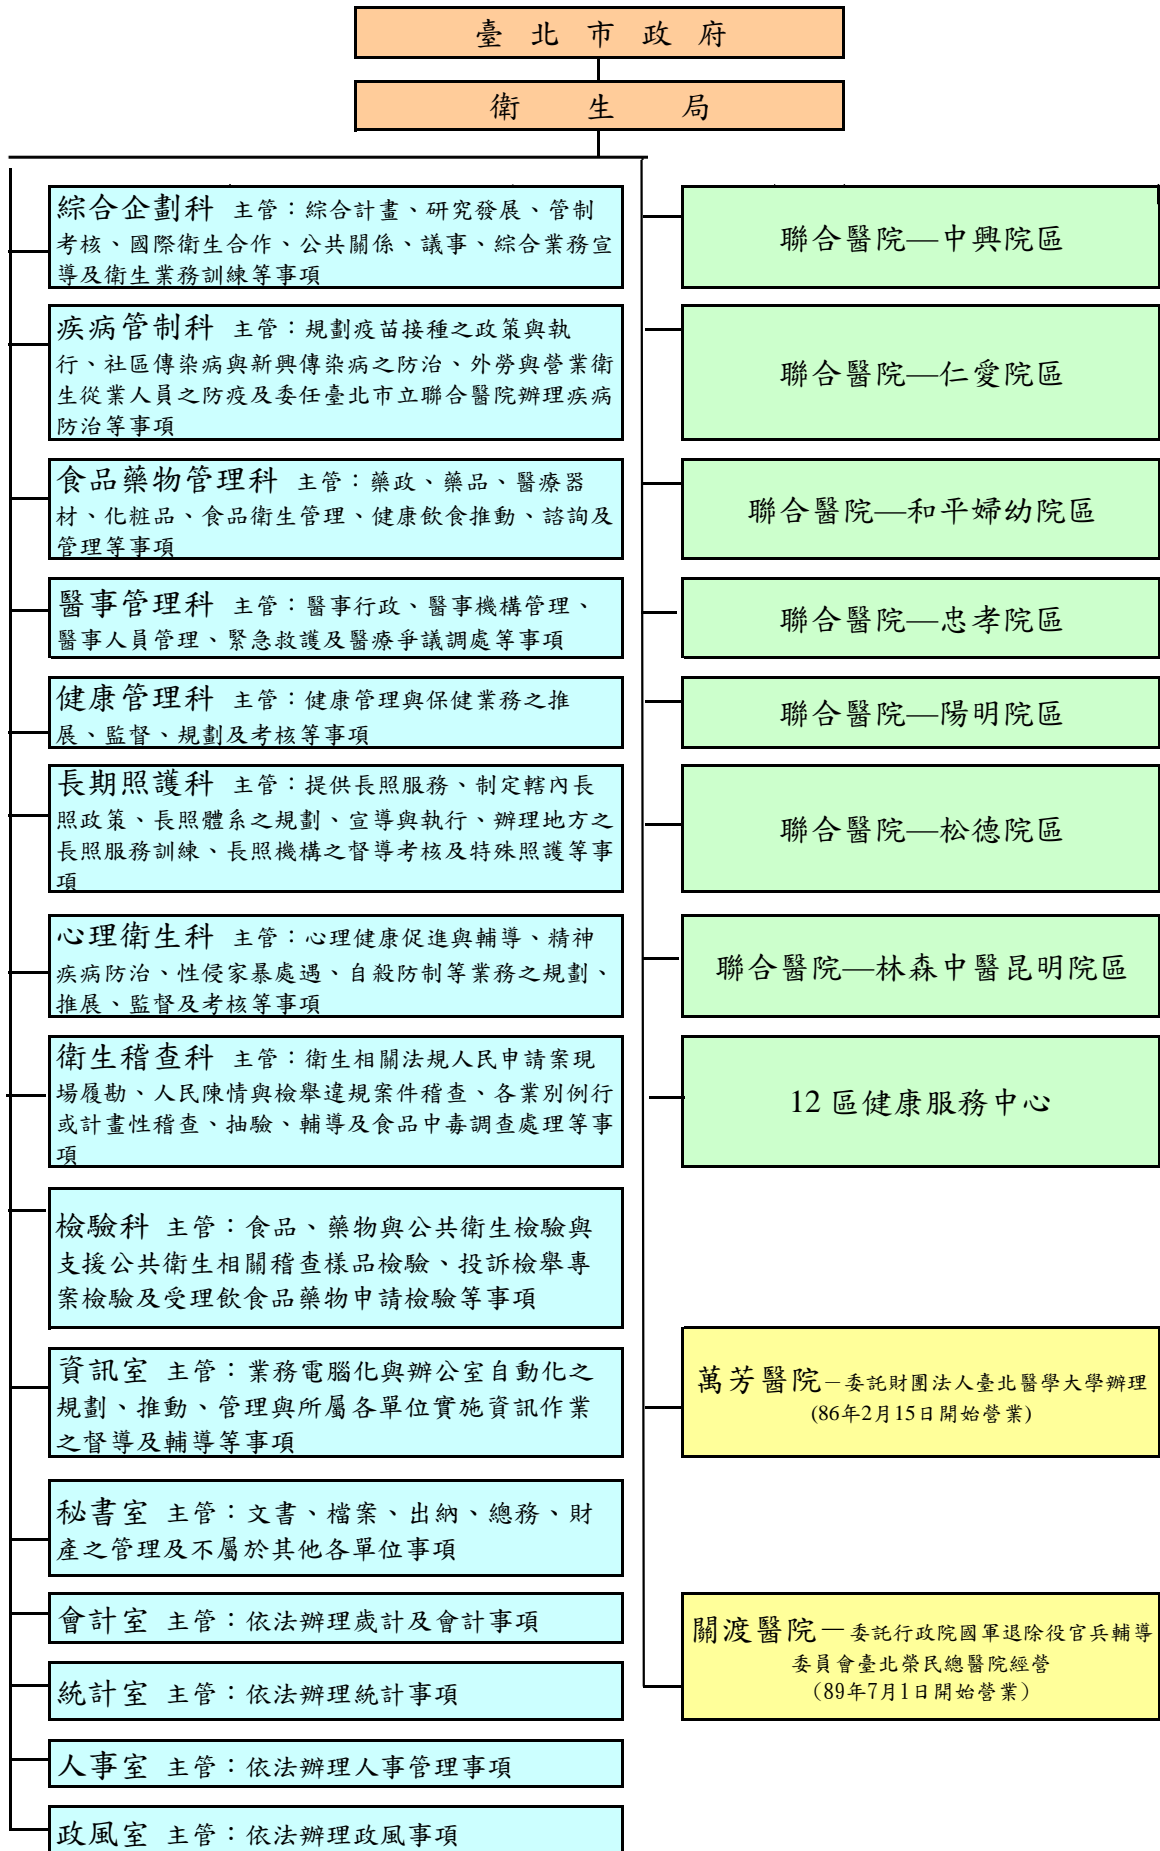 臺北市政府
衛生局
綜合企劃科 主管：綜合計畫、研究發展、管制
考核、國際衛生合作、公共關係、議事、綜合業務宣
導及衛生業務訓練等事項
疾病管制科 主管：規劃疫苗接種之政策與執
行、社區傳染病與新興傳染病之防治、外勞與營業衛
生從業人員之防疫及委任臺北市立聯合醫院辦理疾病
防治等事項
食品藥物管理科 主管：藥政、藥品、醫療器
材、化粧品、食品衛生管理、健康飲食推動、諮詢及
管理等事項
醫事管理科 主管：醫事行政、醫事機構管理、
醫事人員管理、緊急救護及醫療爭議調處等事項
健康管理科 主管：健康管理與保健業務之推
展、監督、規劃及考核等事項
長期照護科 主管：提供長照服務、制定轄內長
照政策、長照體系之規劃、宣導與執行、辦理地方之
長照服務訓練、長照機構之督導考核及特殊照護等事
項
心理衛生科 主管：心理健康促進與輔導、精神
疾病防治、性侵家暴處遇、自殺防制等業務之規劃、
推展、監督及考核等事項
衛生稽查科 主管：衛生相關法規人民申請案現
場履勘、人民陳情與檢舉違規案件稽查、各業別例行
或計畫性稽查、抽驗、輔導及食品中毒調查處理等事
項
檢驗科 主管：食品、藥物與公共衛生檢驗與
支援公共衛生相關稽查樣品檢驗、投訴檢舉專
案檢驗及受理飲食品藥物申請檢驗等事項
資訊室 主管：業務電腦化與辦公室自動化之
規劃、推動、管理與所屬各單位實施資訊作業
之督導及輔導等事項
秘書室 主管：文書、檔案、出納、總務、財
產之管理及不屬於其他各單位事項
會計室 主管：依法辦理歲計及會計事項
統計室 主管：依法辦理統計事項
人事室 主管：依法辦理人事管理事項
政風室 主管：依法辦理政風事項
聯合醫院—中興院區
聯合醫院—仁愛院區
聯合醫院—和平婦幼院區
聯合醫院—忠孝院區
聯合醫院—陽明院區
聯合醫院—松德院區
聯合醫院—林森中醫昆明院區
12區健康服務中心
萬芳醫院－委託財團法人臺北醫學大學辦理
(86年2月15日開始營業)
關渡醫院－委託行政院國軍退除役官兵輔導
委員會臺北榮民總醫院經營
（89年7月1日開始營業）